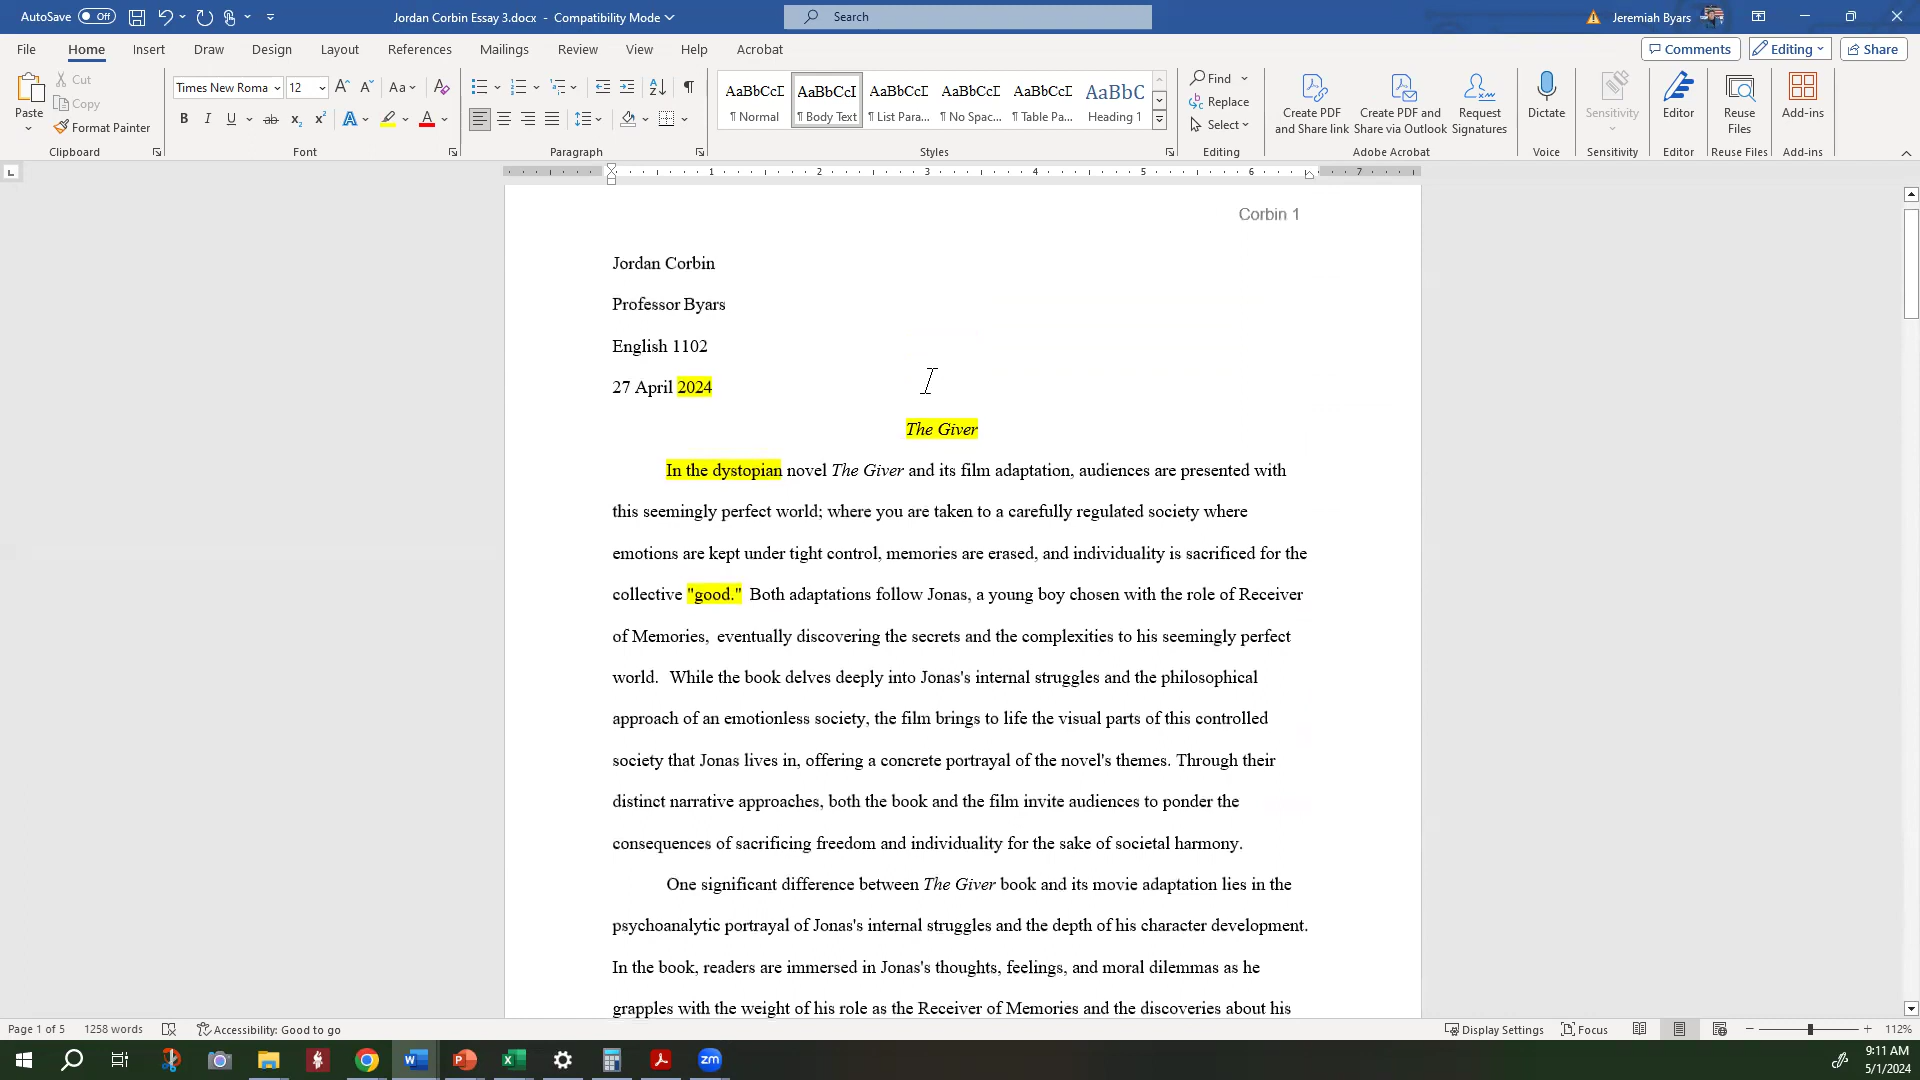 AutoSave Off Jordan Corbin Essay 3.docx - Compatibility Mode Search Jeremiah Byars
File Home Insert Draw Design Layout References Mailings Review View Help Acrobat Comments Editing Share
Paste Cut Copy Format Painter Clipboard
Times New Roma 12 Aa Font
Paragraph
AaBbCcDc AaBbCcI AaBbCcDc AaBbCcDc AaBbCcDc AaBbC
¶ Normal ¶ Body Text ¶ List Para... ¶ No Spac... ¶ Table Pa... Heading 1
Styles
Find Replace Select Editing
Create PDF and Share link Create PDF and Share via Outlook Request Signatures Adobe Acrobat
Dictate Voice
Sensitivity Sensitivity
Editor Editor
Reuse Files Reuse Files
Add-ins Add-ins
1 2 3 4 5 6 7
Corbin 1
Jordan Corbin
Professor Byars
English 1102
27 April 2024
The Giver
In the dystopian novel The Giver and its film adaptation, audiences are presented with
this seemingly perfect world; where you are taken to a carefully regulated society where
emotions are kept under tight control, memories are erased, and individuality is sacrificed for the
collective "good." Both adaptations follow Jonas, a young boy chosen with the role of Receiver
of Memories, eventually discovering the secrets and the complexities to his seemingly perfect
world. While the book delves deeply into Jonas's internal struggles and the philosophical
approach of an emotionless society, the film brings to life the visual parts of this controlled
society that Jonas lives in, offering a concrete portrayal of the novel's themes. Through their
distinct narrative approaches, both the book and the film invite audiences to ponder the
consequences of sacrificing freedom and individuality for the sake of societal harmony.
One significant difference between The Giver book and its movie adaptation lies in the
psychoanalytic portrayal of Jonas's internal struggles and the depth of his character development.
In the book, readers are immersed in Jonas's thoughts, feelings, and moral dilemmas as he
grapples with the weight of his role as the Receiver of Memories and the discoveries about his
Page 1 of 5 1258 words Accessibility: Good to go Display Settings Focus 112%
9:11 AM
5/1/2024